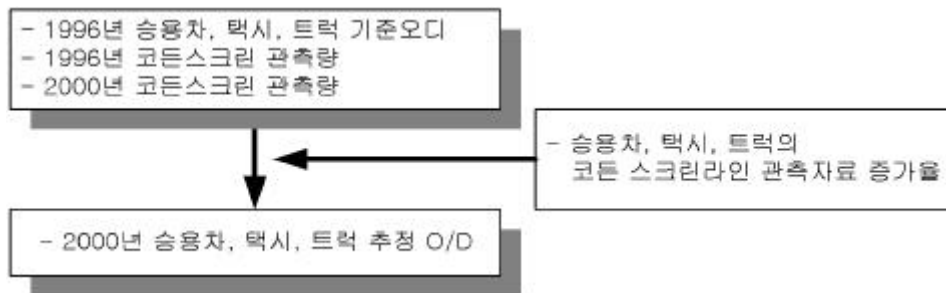 - 1996년 승용차, 택시, 트럭 기준오디
- 1996년 코든스크린 관측량
- 2000년 코든스크린 관측량
- 승용차, 택시, 트럭의
코든 스크린라인 관측자료 증가율
- 2000년 승용차, 택시, 트럭 추정 O/D